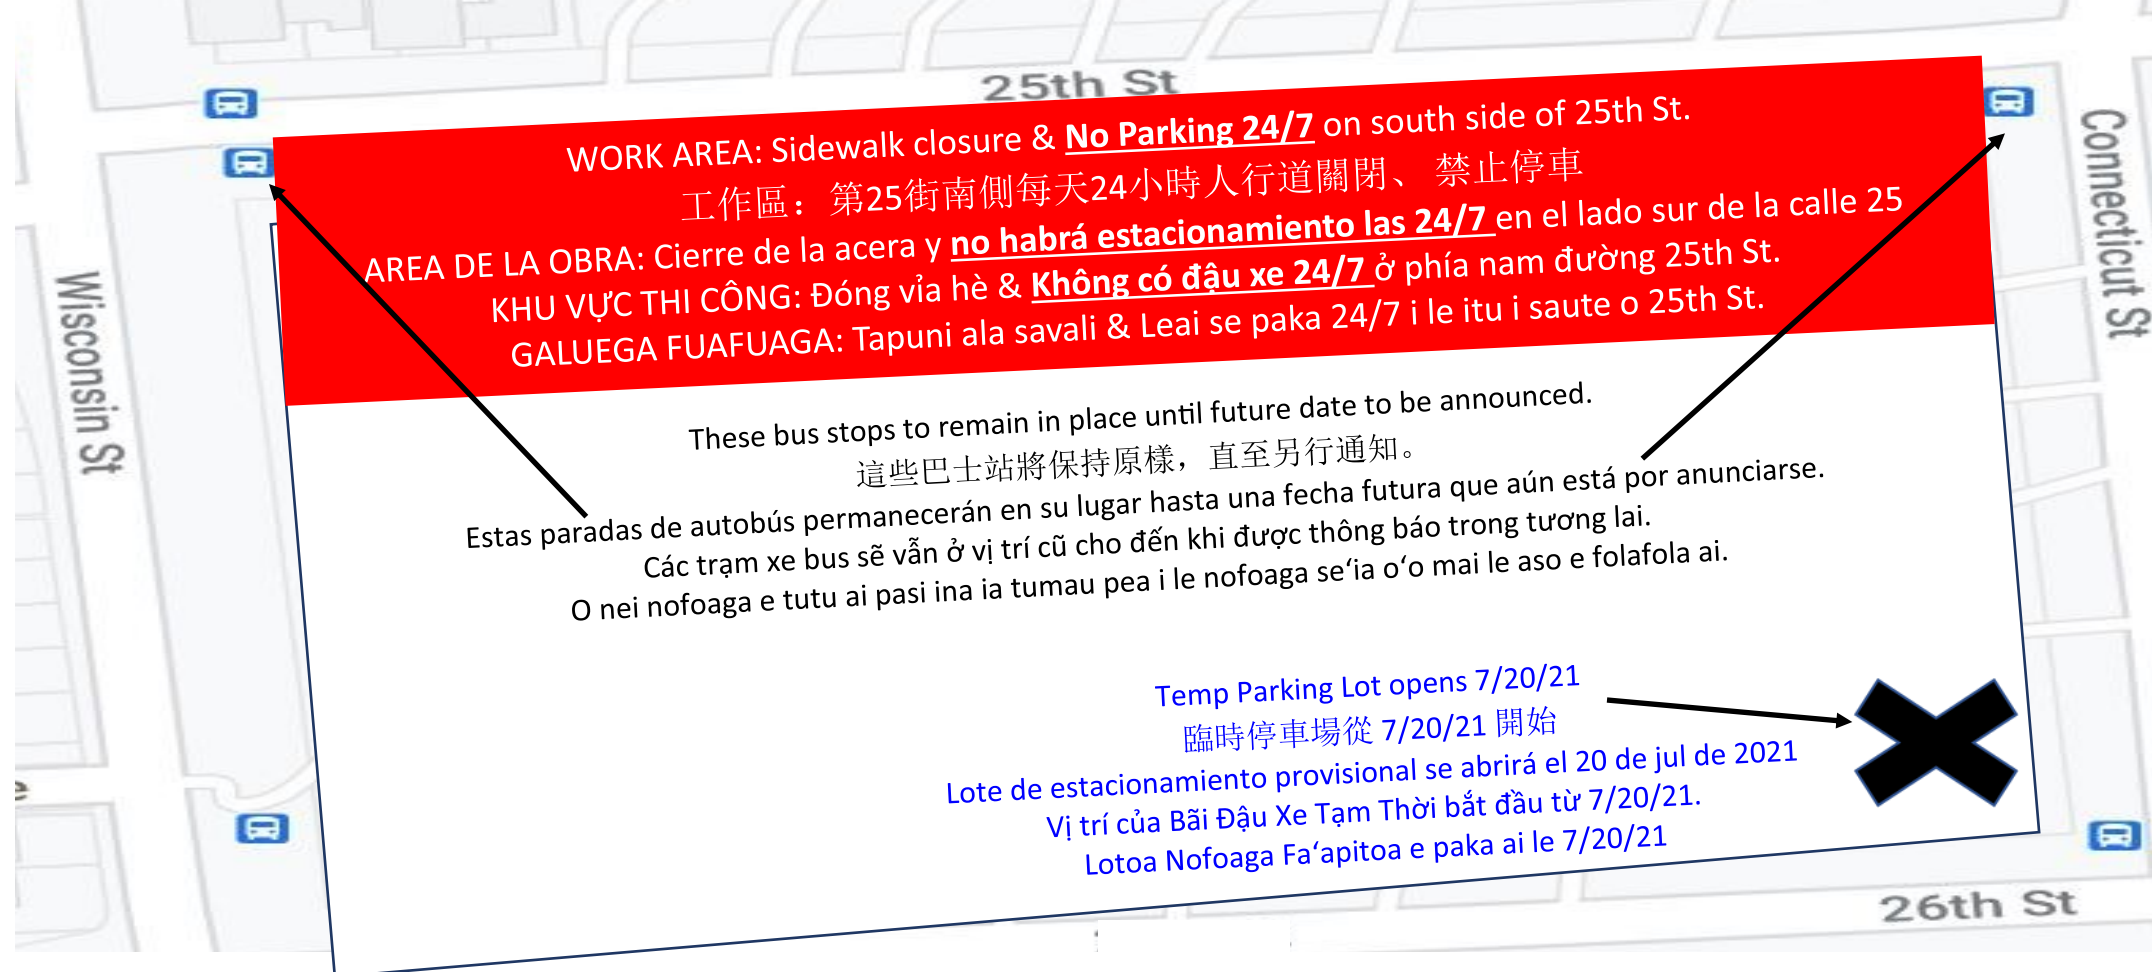 25th St
WORK AREA: Sidewalk closure & No Parking 24/7 on south side of 25th St.
工作區：第25街南側每天24小時人行道關閉、禁止停車
AREA DE LA OBRA: Cierre de la acera y no habrá estacionamiento las 24/7 en el lado sur de la calle 25
KHU VỰC THI CÔNG: Đóng vỉa hè & Không có đậu xe 24/7 ở phía nam đường 25th St.
GALUEGA FUAFUAGA: Tapuni ala savali & Leai se paka 24/7 i le itu i saute o 25th St.
Wisconsin St
Connecticut St
These bus stops to remain in place until future date to be announced.
這些巴士站將保持原樣，直至另行通知。
Estas paradas de autobús permanecerán en su lugar hasta una fecha futura que aún está por anunciarse.
Các trạm xe bus sẽ vẫn ở vị trí cũ cho đến khi được thông báo trong tương lai.
O nei nofoaga e tutu ai pasi ina ia tumau pea i le nofoaga se‘ia o‘o mai le aso e folafola ai.
Temp Parking Lot opens 7/20/21
臨時停車場從 7/20/21 開始
Lote de estacionamiento provisional se abrirá el 20 de jul de 2021
Vị trí của Bãi Đậu Xe Tạm Thời bắt đầu từ 7/20/21.
Lotoa Nofoaga Fa‘apitoa e paka ai le 7/20/21
26th St